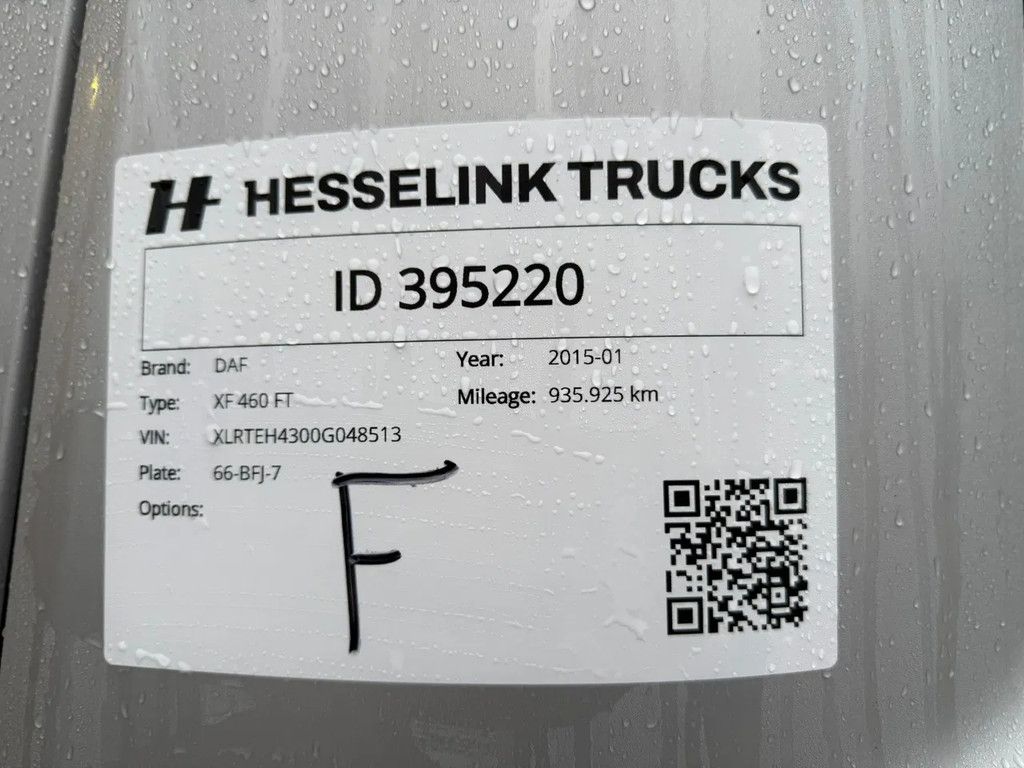 H HESSELINK TRUCKS
ID 395220
Brand: DAF
Type: XF 460 FT
VIN: XLRTEH4300G048513
Plate: 66-BFJ-7
Options:
Year: 2015-01
Mileage: 935.925 km
F